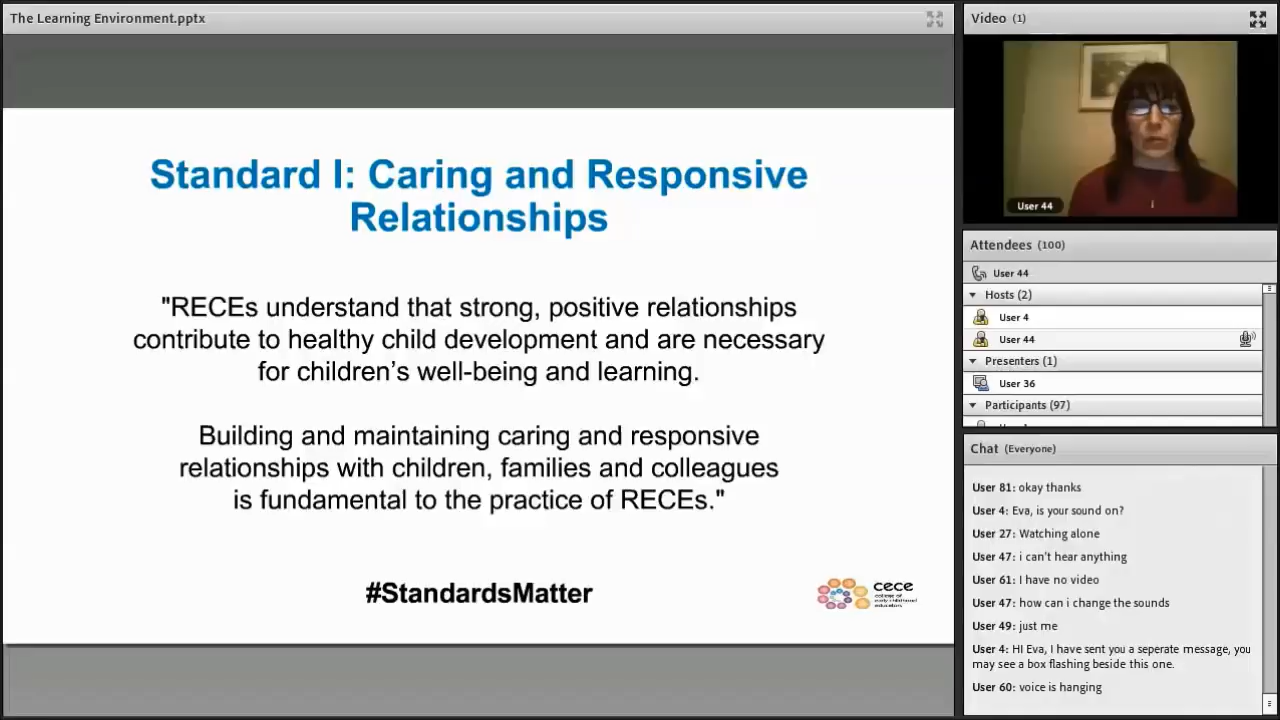 The Learning Environment.pptx
Standard I: Caring and Responsive
Relationships
"RECEs understand that strong, positive relationships
contribute to healthy child development and are necessary
for children's well-being and learning.
Building and maintaining caring and responsive
relationships with children, families and colleagues
is fundamental to the practice of RECEs."
#StandardsMatter
cece
college of
early childhood
educators
Video (1)
User 44
Attendees (100)
User 44
Hosts (2)
User 4
User 44
Presenters (1)
User 36
Participants (97)
Chat (Everyone)
User 81: okay thanks
User 4: Eva, is your sound on?
User 27: Watching alone
User 47: i can't hear anything
User 61: I have no video
User 47: how can i change the sounds
User 49: just me
User 4: HI Eva, I have sent you a seperate message, you
may see a box flashing beside this one.
User 60: voice is hanging